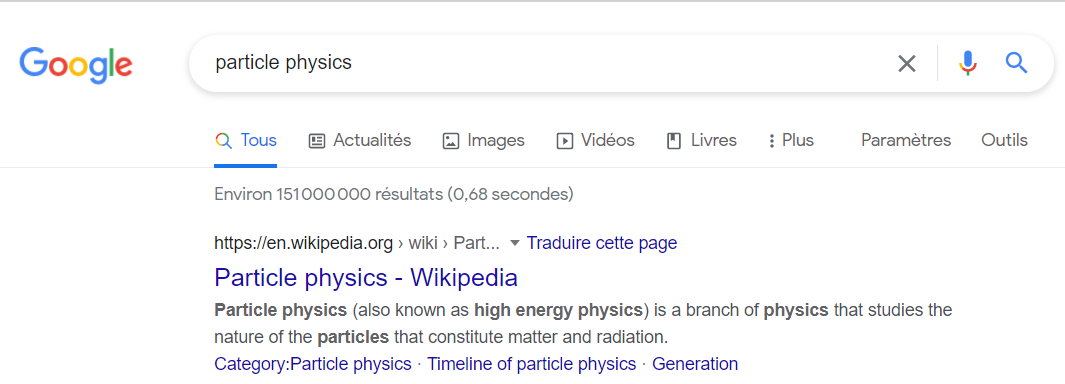 Google
particle physics
Tous Actualités Images Vidéos Livres Plus Paramètres Outils
Environ 151 000 000 résultats (0,68 secondes)
https://en.wikipedia.org › wiki › Part... Traduire cette page
Particle physics - Wikipedia
Particle physics (also known as high energy physics) is a branch of physics that studies the
nature of the particles that constitute matter and radiation.
Category:Particle physics · Timeline of particle physics · Generation